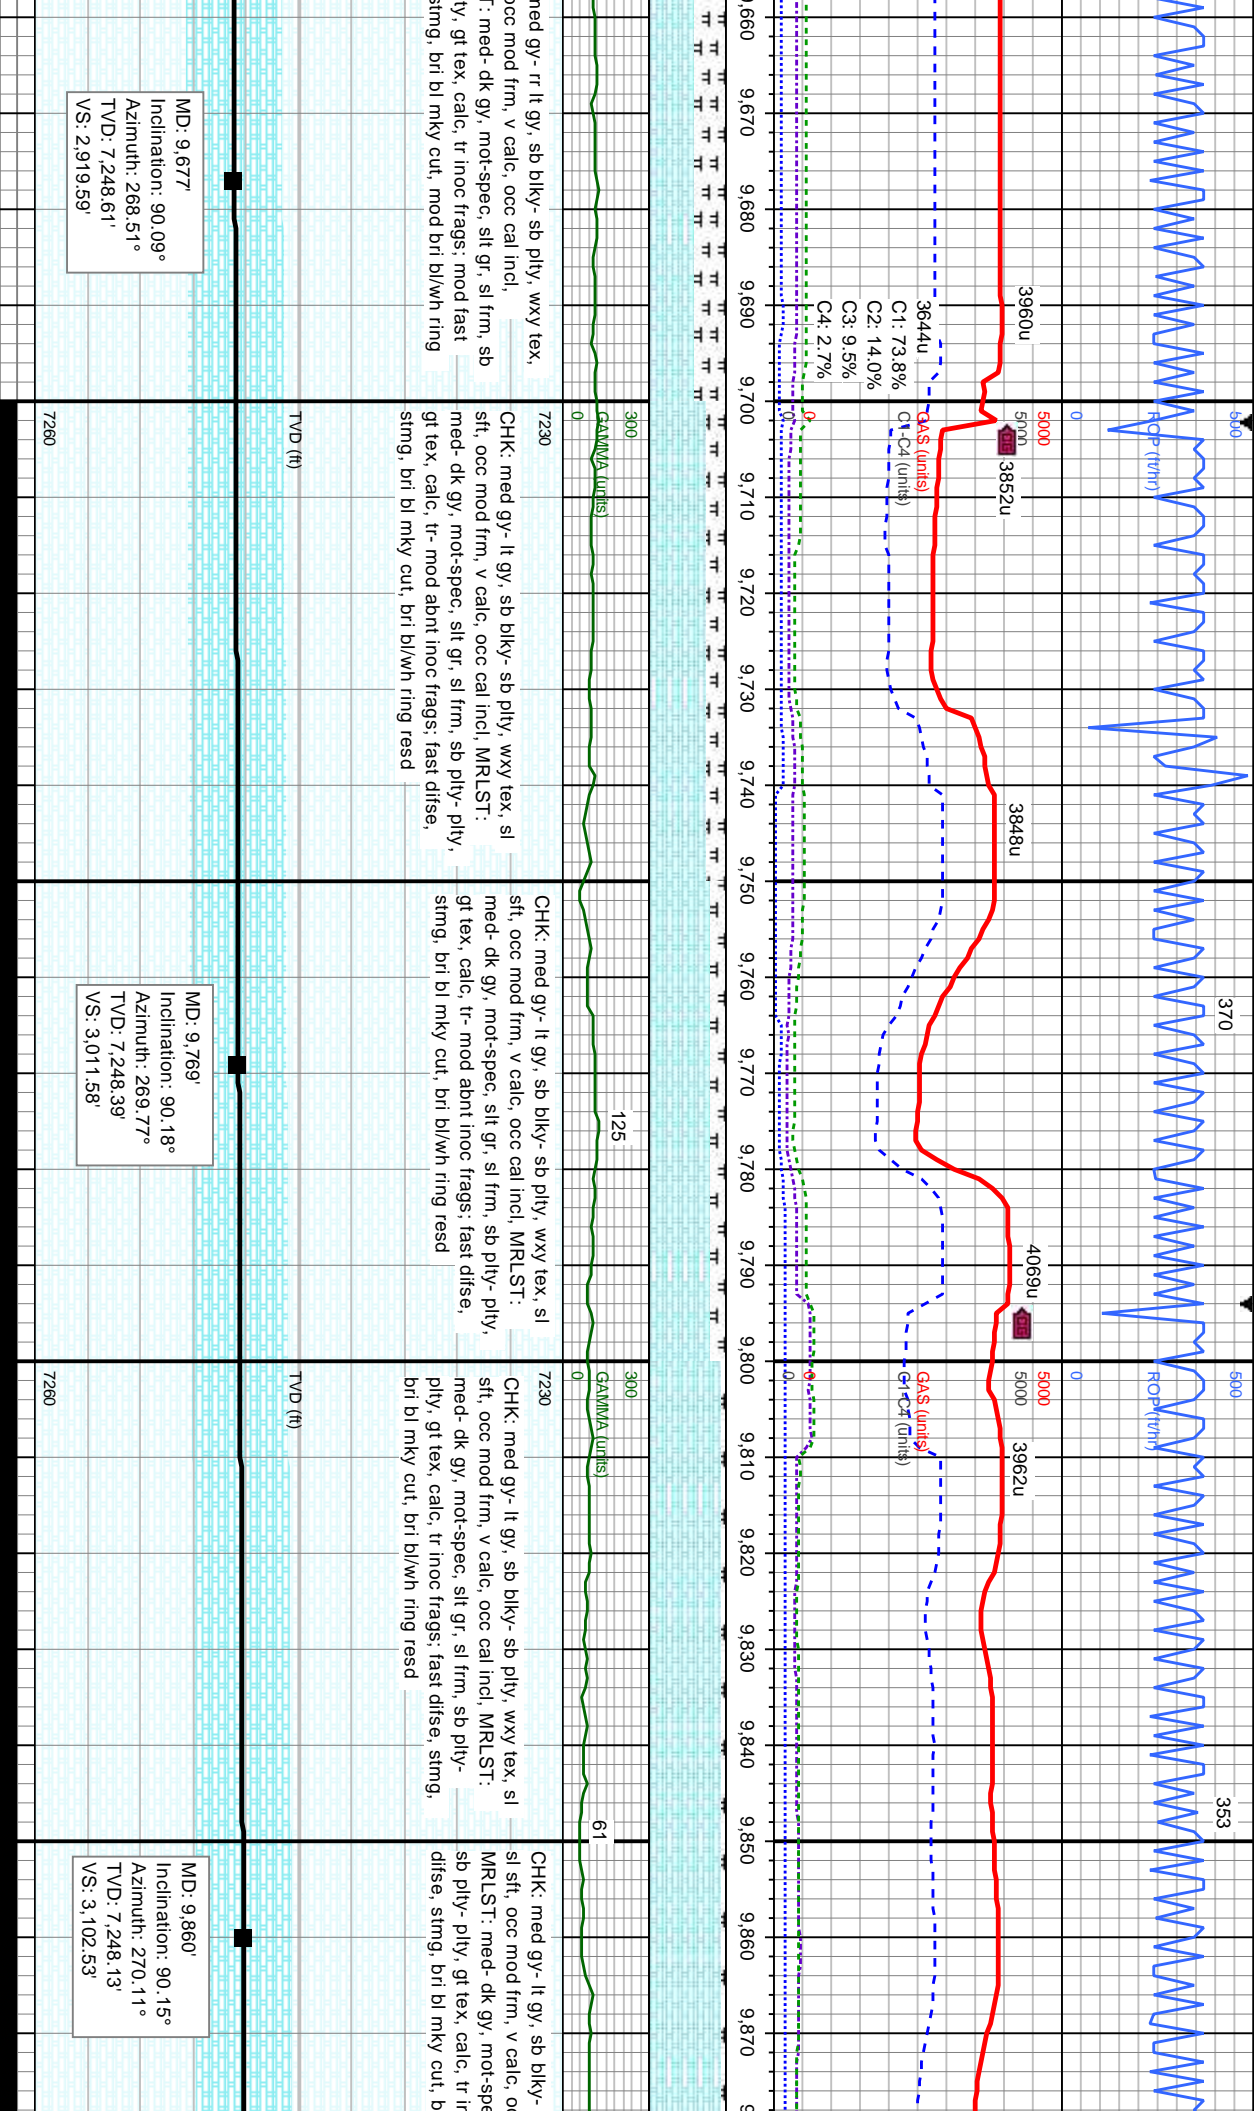 500
ROP (ft/hr)
0
370
500
ROP (ft/hr)
0
353
3960u
5000
5000
GAS (units)
C1-C4 (units)
0
0
3644u
C1: 73.8%
C2: 14.0%
C3: 9.5%
C4: 2.7%
3852u
3848u
4069u
5000
5000
GAS (units)
C1-C4 (units)
0
0
3962u
9,670
9,680
9,690
9,700
9,710
9,720
9,730
9,740
9,750
9,760
9,770
9,780
9,790
9,800
9,810
9,820
9,830
9,840
9,850
9,860
9,870
300
GAMMA (units)
0
125
300
GAMMA (units)
0
61
med gy- rr lt gy, sb blky- sb plty, wxy tex,
occ mod frm, v calc, occ cal incl,
T: med- dk gy, mot-spec, slt gr, sl frm, sb
ty, gt tex, calc, tr inoc frags; mod fast
stmg, bri bl mky cut, mod bri bl/wh ring
7230
CHK: med gy- lt gy, sb blky- sb plty, wxy tex, sl
sft, occ mod frm, v calc, occ cal incl, MRLST:
med- dk gy, mot-spec, slt gr, sl frm, sb plty- plty,
gt tex, calc, tr- mod abnt inoc frags; fast difse,
stmg, bri bl mky cut, bri bl/wh ring resd
CHK: med gy- lt gy, sb blky- sb plty, wxy tex, sl
sft, occ mod frm, v calc, occ cal incl, MRLST:
med- dk gy, mot-spec, slt gr, sl frm, sb plty- plty,
gt tex, calc, tr- mod abnt inoc frags; fast difse,
stmg, bri bl mky cut, bri bl/wh ring resd
7230
CHK: med gy- lt gy, sb blky- sb plty, wxy tex, sl
sft, occ mod frm, v calc, occ cal incl, MRLST:
med- dk gy, mot-spec, slt gr, sl frm, sb plty-
plty, gt tex, calc, tr inoc frags; fast difse, stmg,
bri bl mky cut, bri bl/wh ring resd
CHK: med gy- lt gy, sb blky-
sl sft, occ mod frm, v calc, oc
MRLST: med- dk gy, mot-spe
sb plty- plty, gt tex, calc, tr in
difse, stmg, bri bl mky cut, b
TVD (ft)
7260
TVD (ft)
7260
MD: 9,677'
Inclination: 90.09°
Azimuth: 268.51°
TVD: 7,248.61'
VS: 2,919.59'
MD: 9,769'
Inclination: 90.18°
Azimuth: 269.77°
TVD: 7,248.39'
VS: 3,011.58'
MD: 9,860'
Inclination: 90.15°
Azimuth: 270.11°
TVD: 7,248.13'
VS: 3,102.53'